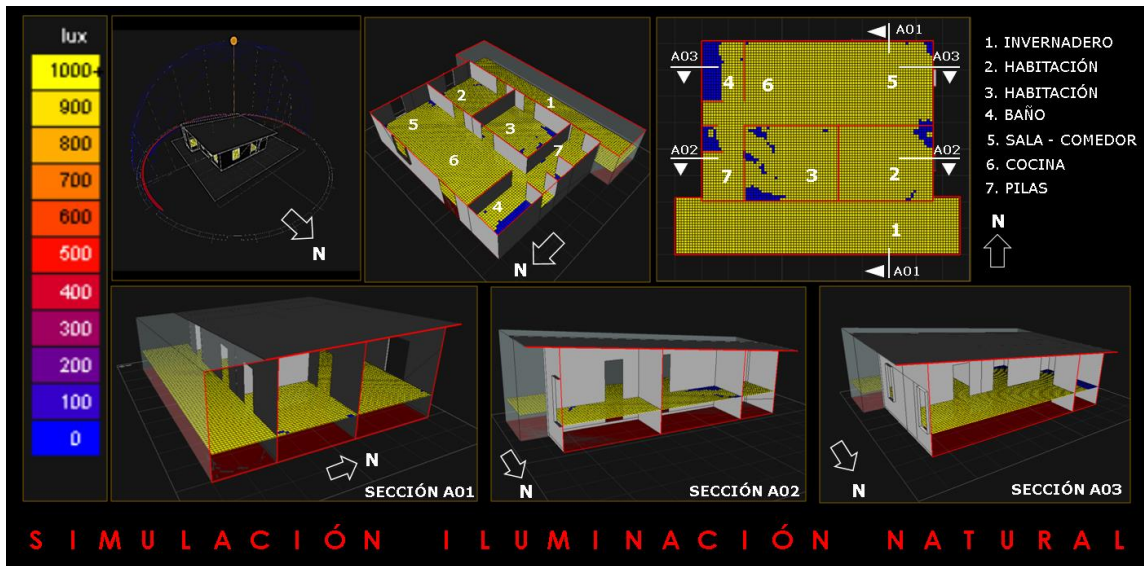 lux
1000+
900
800
700
600
500
400
300
200
100
0
N
1
2
3
4
5
6
7
N
A01
A03
A03
4
6
5
A02
A02
7
3
2
1
A01
1. INVERNADERO
2. HABITACIÓN
3. HABITACIÓN
4. BAÑO
5. SALA - COMEDOR
6. COCINA
7. PILAS
N
N
SECCIÓN A01
N
SECCIÓN A02
N
SECCIÓN A03
SIMULACIÓN ILUMINACIÓN NATURAL